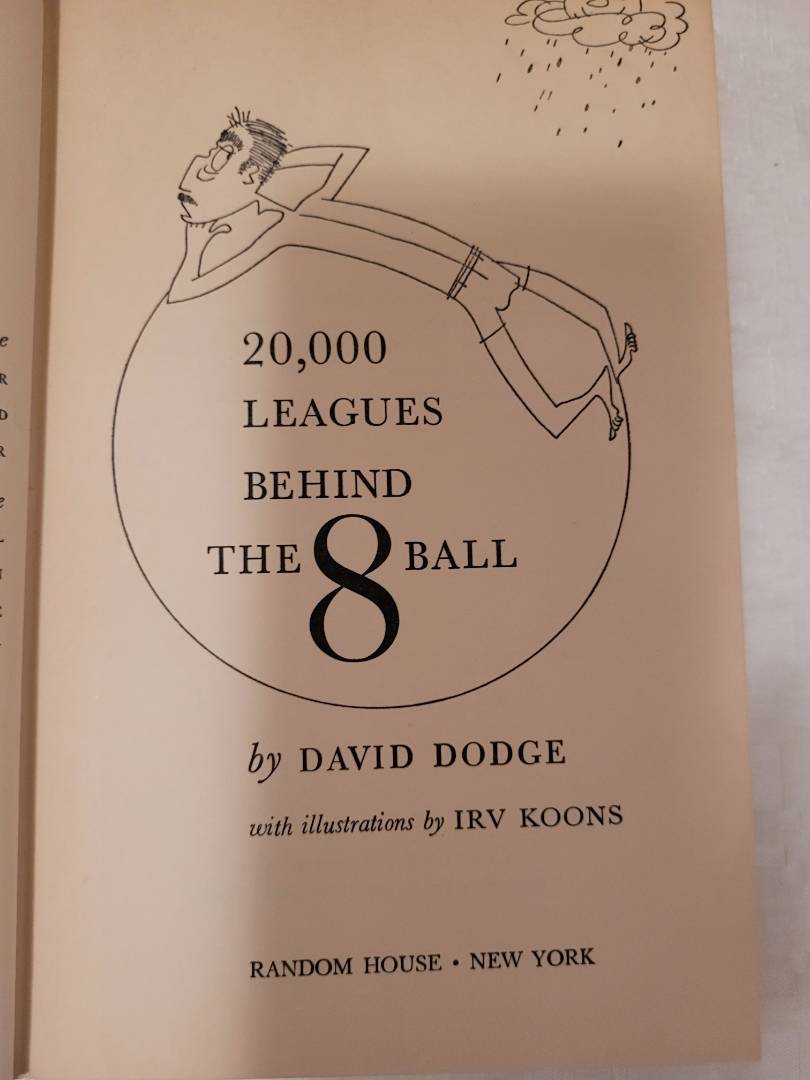 20,000
LEAGUES
BEHIND
THE 8 BALL
by DAVID DODGE
with illustrations by IRV KOONS
RANDOM HOUSE • NEW YORK